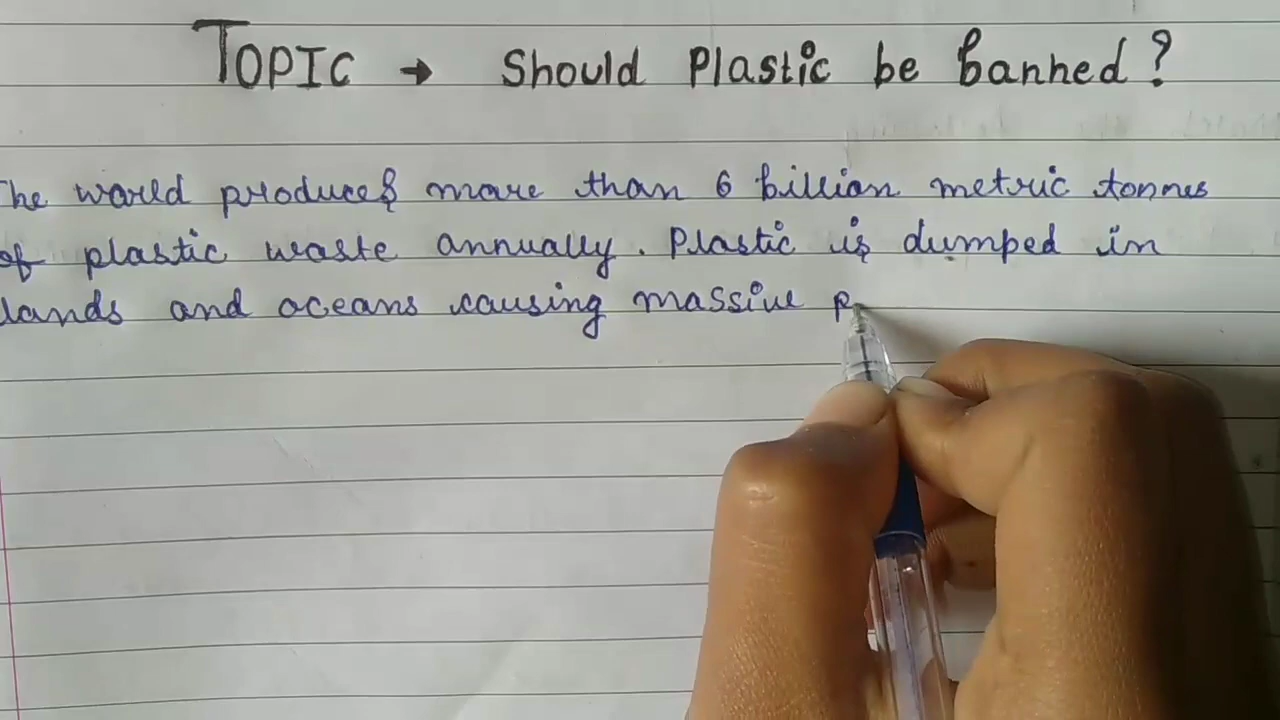 TOPIC → Should Plastic be banned?
The world produces more than 6 billion metric tonnes
of plastic waste annually. Plastic is dumped in
lands and oceans causing massive p